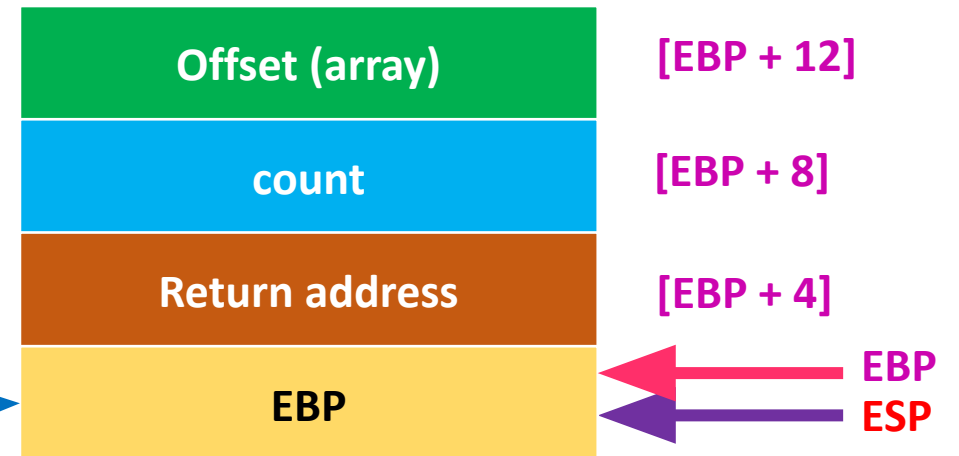 Offset (array) [EBP + 12]
count [EBP + 8]
Return address [EBP + 4]
EBP
EBP
ESP